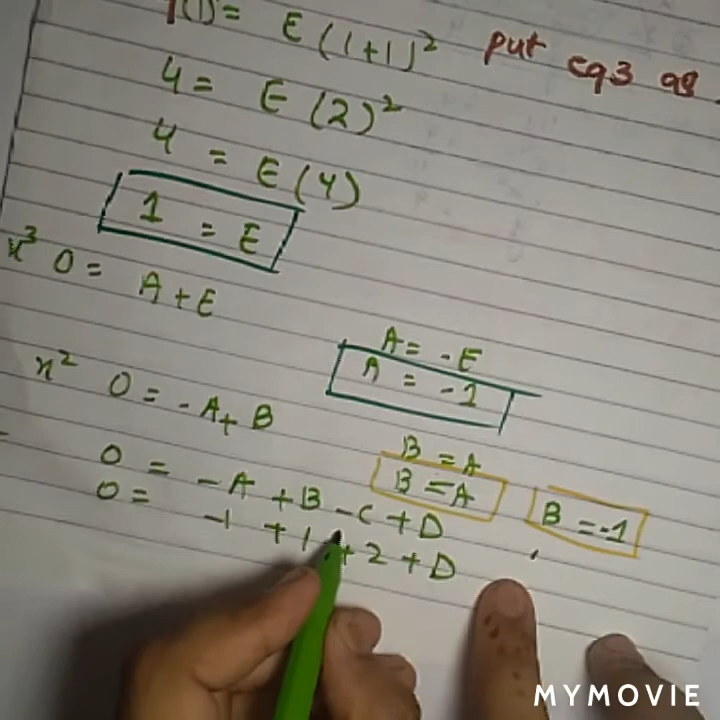 (1) = E (1+1)² put eq3 as
4 = E (2)²
4 = E (4)
1 = E
x³ 0 = A + E
A = - E
A = -1
x² 0 = - A + B
B = A
B = A
B = -1
0 = - A + B - C + D
0 = -1 + 1 + 2 + D
MYMOVIE